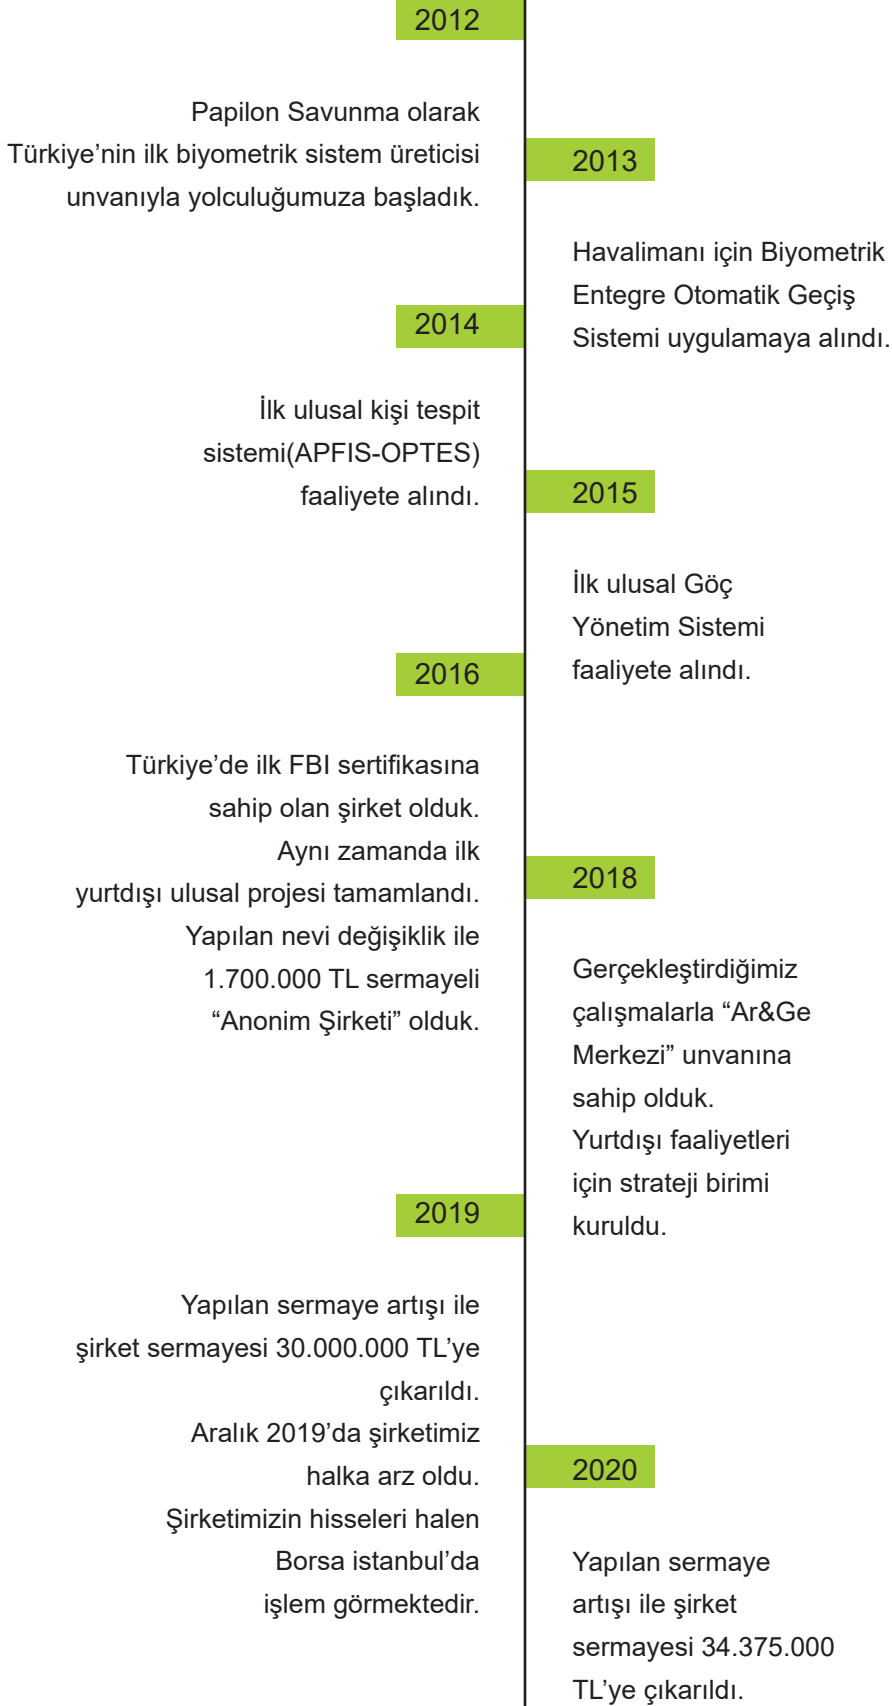 2012
Papilon Savunma olarak
Türkiye’nin ilk biyometrik sistem üreticisi
unvanıyla yolculuğumuza başladık.
2013
Havalimanı için Biyometrik
Entegre Otomatik Geçiş
Sistemi uygulamaya alındı.
2014
İlk ulusal kişi tespit
sistemi(APFIS-OPTES)
faaliyete alındı.
2015
İlk ulusal Göç
Yönetim Sistemi
faaliyete alındı.
2016
Türkiye’de ilk FBI sertifikasına
sahip olan şirket olduk.
Aynı zamanda ilk
yurtdışı ulusal projesi tamamlandı.
Yapılan nevi değişiklik ile
1.700.000 TL sermayeli
“Anonim Şirketi” olduk.
2018
Gerçekleştirdiğimiz
çalışmalarla “Ar&Ge
Merkezi” unvanına
sahip olduk.
Yurtdışı faaliyetleri
için strateji birimi
kuruldu.
2019
Yapılan sermaye artışı ile
şirket sermayesi 30.000.000 TL’ye
çıkarıldı.
Aralık 2019’da şirketimiz
halka arz oldu.
Şirketimizin hisseleri halen
Borsa istanbul’da
işlem görmektedir.
2020
Yapılan sermaye
artışı ile şirket
sermayesi 34.375.000
TL’ye çıkarıldı.